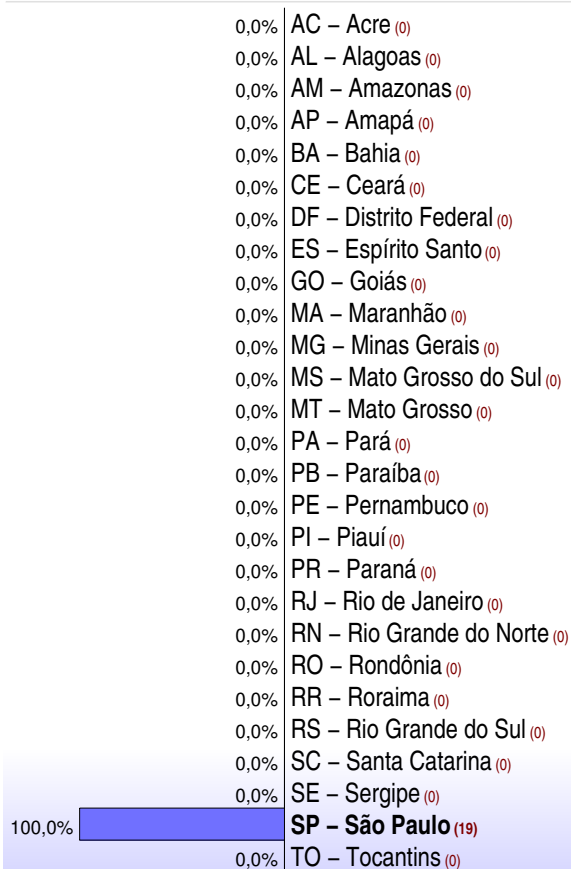 0,0% AC – Acre (0)
0,0% AL – Alagoas (0)
0,0% AM – Amazonas (0)
0,0% AP – Amapá (0)
0,0% BA – Bahia (0)
0,0% CE – Ceará (0)
0,0% DF – Distrito Federal (0)
0,0% ES – Espírito Santo (0)
0,0% GO – Goiás (0)
0,0% MA – Maranhão (0)
0,0% MG – Minas Gerais (0)
0,0% MS – Mato Grosso do Sul (0)
0,0% MT – Mato Grosso (0)
0,0% PA – Pará (0)
0,0% PB – Paraíba (0)
0,0% PE – Pernambuco (0)
0,0% PI – Piauí (0)
0,0% PR – Paraná (0)
0,0% RJ – Rio de Janeiro (0)
0,0% RN – Rio Grande do Norte (0)
0,0% RO – Rondônia (0)
0,0% RR – Roraima (0)
0,0% RS – Rio Grande do Sul (0)
0,0% SC – Santa Catarina (0)
0,0% SE – Sergipe (0)
100,0% SP – São Paulo (19)
0,0% TO – Tocantins (0)